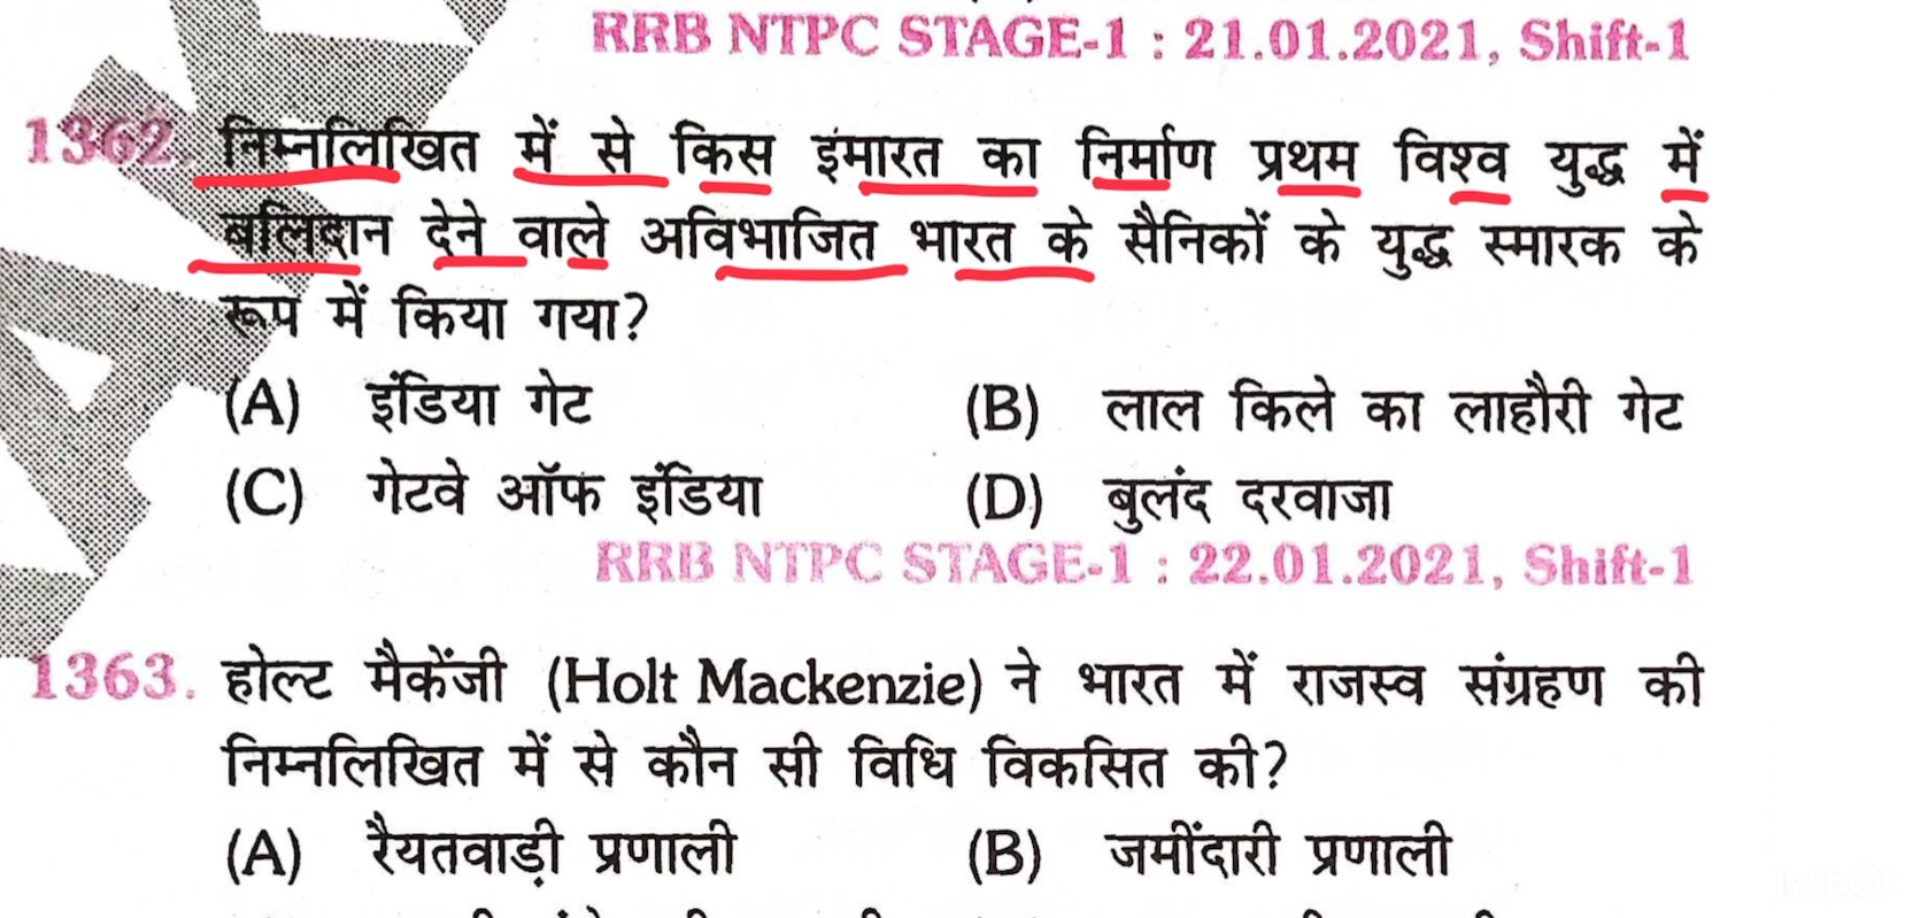 RRB NTPC STAGE-1 : 21.01.2021, Shift-1
1362. निम्नलिखित में से किस इंमारत का निर्माण प्रथम विश्व युद्ध में
बलिदान देने वाले अविभाजित भारत के सैनिकों के युद्ध स्मारक के
रूप में किया गया?
(A) इंडिया गेट (B) लाल किले का लाहौरी गेट
(C) गेटवे ऑफ इंडिया (D) बुलंद दरवाजा
RRB NTPC STAGE-1 : 22.01.2021, Shift-1
1363. होल्ट मैकेंजी (Holt Mackenzie) ने भारत में राजस्व संग्रहण की
निम्नलिखित में से कौन सी विधि विकसित की?
(A) रैयतवाड़ी प्रणाली (B) जमींदारी प्रणाली
InShOt